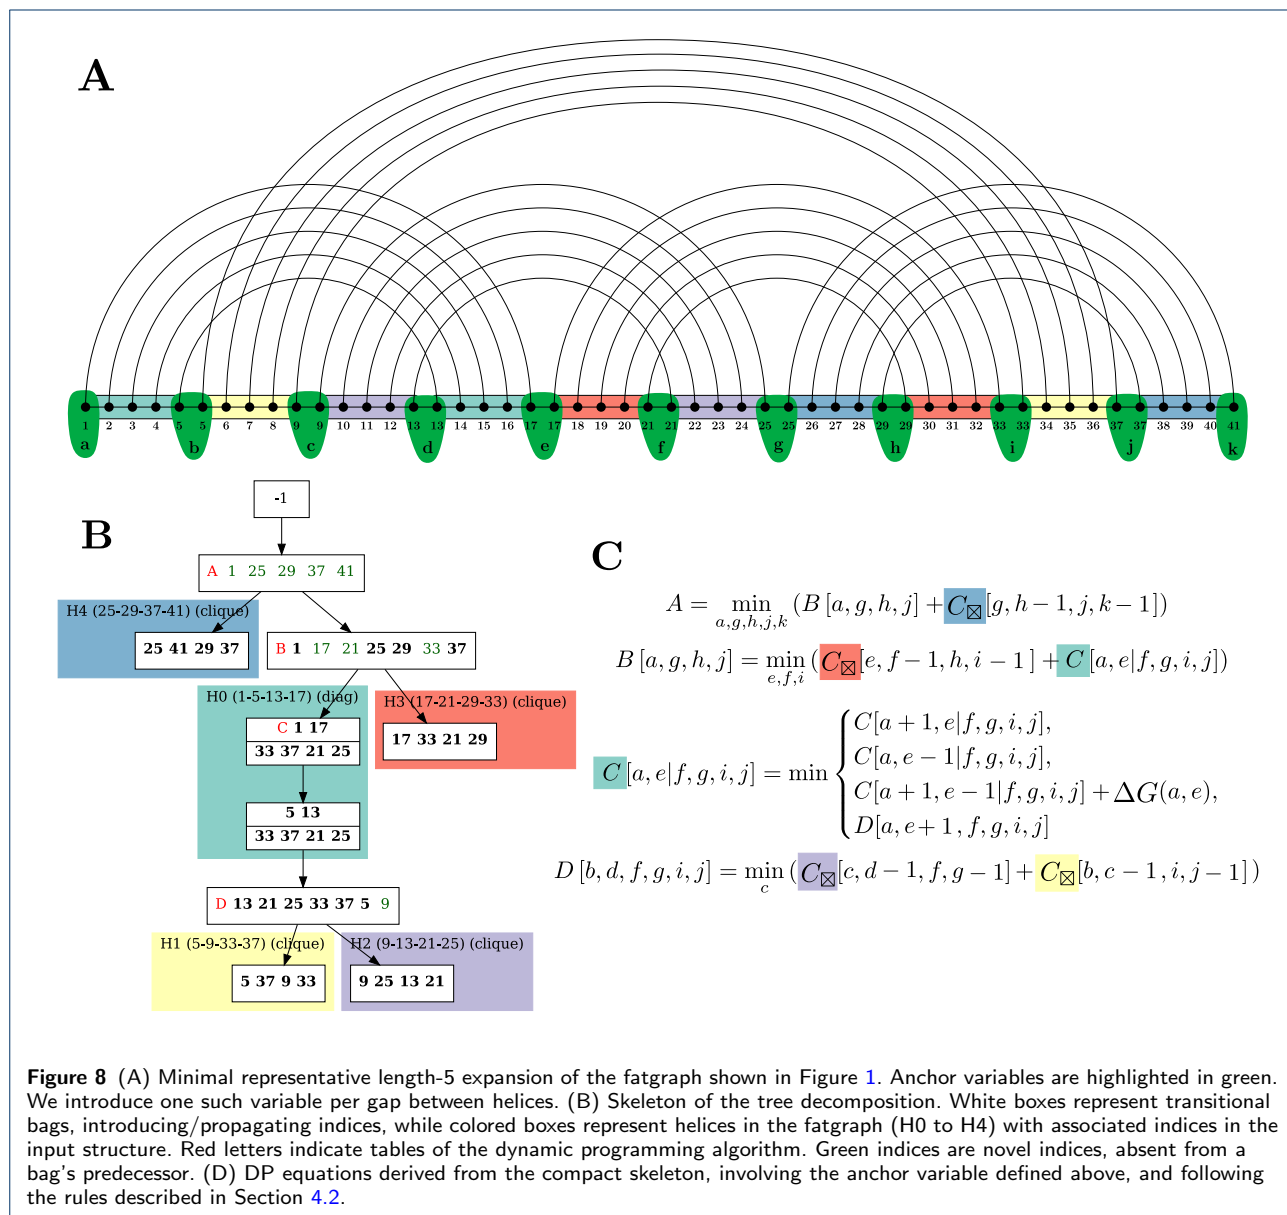 A
1 2 3 4 5 5 6 7 8 9 9 10 11 12 13 13 14 15 16 17 17 18 19 20 21 21 22 23 24 25 25 26 27 28 29 29 30 31 32 33 33 34 35 36 37 37 38 39 40 41
a b c d e f g h i j k
B
-1
A 1 25 29 37 41
H4 (25-29-37-41) (clique)
25 41 29 37
B 1 17 21 25 29 33 37
H0 (1-5-13-17) (diag)
C 1 17
33 37 21 25
H3 (17-21-29-33) (clique)
17 33 21 29
5 13
33 37 21 25
D 13 21 25 33 37 5 9
H1 (5-9-33-37) (clique)
5 37 9 33
H2 (9-13-21-25) (clique)
9 25 13 21
C
A = min a,g,h,j,k (B [a, g, h, j] + C⊠[g, h − 1, j, k − 1])
B [a, g, h, j] = min e,f,i (C⊠[e, f − 1, h, i − 1] + C [a, e|f, g, i, j])
C [a, e|f, g, i, j] = min {
C[a + 1, e|f, g, i, j],
C[a, e − 1|f, g, i, j],
C[a + 1, e − 1|f, g, i, j] + ΔG(a, e),
D[a, e + 1, f, g, i, j]
D [b, d, f, g, i, j] = min c (C⊠[c, d − 1, f, g − 1] + C⊠[b, c − 1, i, j − 1])
Figure 8 (A) Minimal representative length-5 expansion of the fatgraph shown in Figure 1. Anchor variables are highlighted in green.
We introduce one such variable per gap between helices. (B) Skeleton of the tree decomposition. White boxes represent transitional
bags, introducing/propagating indices, while colored boxes represent helices in the fatgraph (H0 to H4) with associated indices in the
input structure. Red letters indicate tables of the dynamic programming algorithm. Green indices are novel indices, absent from a
bag's predecessor. (D) DP equations derived from the compact skeleton, involving the anchor variable defined above, and following
the rules described in Section 4.2.